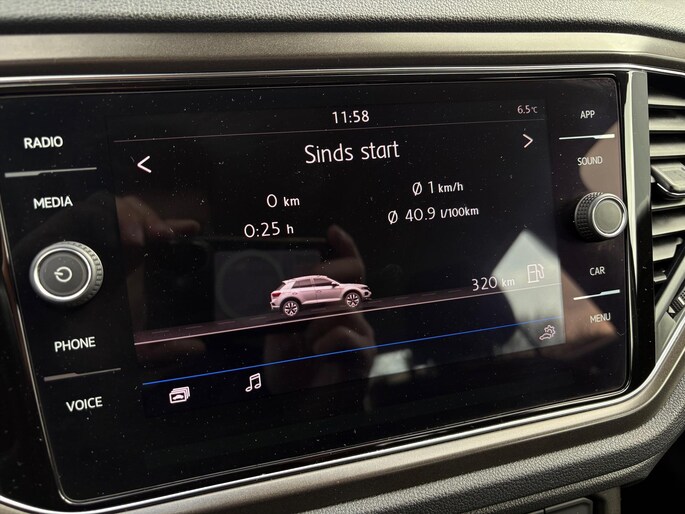 11:58
6.5°C
Sinds start
0 km
Ø 1 km/h
0:25 h
Ø 40.9 l/100km
320 km
RADIO
MEDIA
PHONE
VOICE
APP
SOUND
CAR
MENU